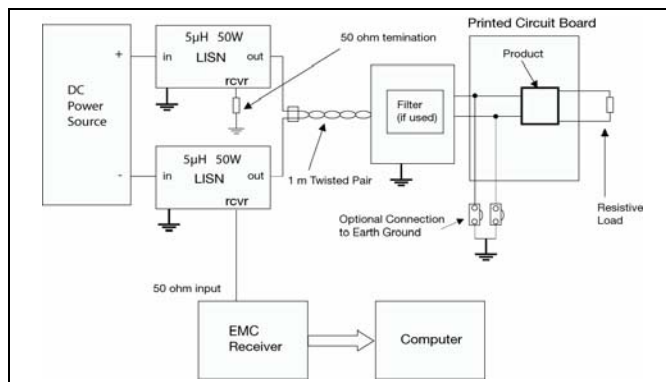 Printed Circuit Board
5µH 50W
LISN
in
out
rcvr
50 ohm temination
Product
+
DC
Power
Source
-
Filter
(if used)
5µH 50W
LISN
in
out
rcvr
1 m Twisted Pair
Optional Connection
to Earth Ground
Resistive
Load
50 ohm input
EMC
Receiver
Computer